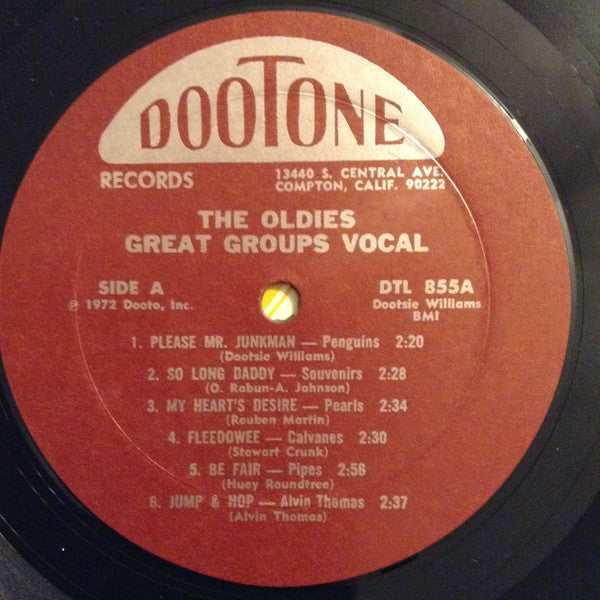 DOOTONE
RECORDS
13440 S. CENTRAL AVE.
COMPTON, CALIF. 90222
THE OLDIES
GREAT GROUPS VOCAL
SIDE A
℗ 1972 Dooto, Inc.
DTL 855A
Dootsie Williams
BMI
1. PLEASE MR. JUNKMAN — Penguins 2:20
(Dootsie Williams)
2. SO LONG DADDY — Souvenirs 2:28
(O. Rabun-A. Johnson)
3. MY HEART'S DESIRE — Pearls 2:34
(Reuben Martin)
4. FLEEDOWEE — Calvanes 2:30
(Stewart Crunk)
5. BE FAIR — Pipes 2:56
(Huey Roundtree)
6. JUMP & HOP — Alvin Thomas 2:37
(Alvin Thomas)